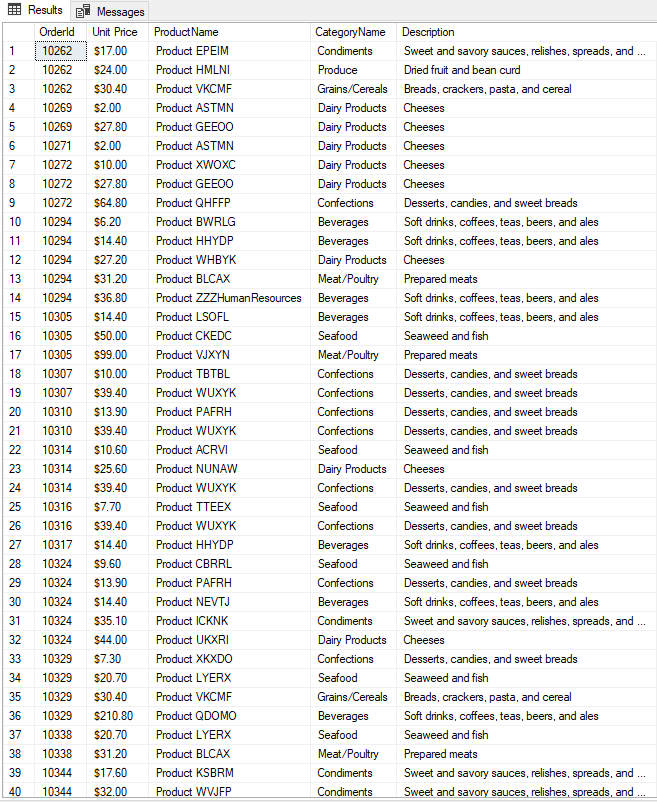 Results Messages
OrderId Unit Price ProductName CategoryName Description
1 10262 $17.00 Product EPEIM Condiments Sweet and savory sauces, relishes, spreads, and ...
2 10262 $24.00 Product HMLNI Produce Dried fruit and bean curd
3 10262 $30.40 Product VKCMF Grains/Cereals Breads, crackers, pasta, and cereal
4 10269 $2.00 Product ASTMN Dairy Products Cheeses
5 10269 $27.80 Product GEEOO Dairy Products Cheeses
6 10271 $2.00 Product ASTMN Dairy Products Cheeses
7 10272 $10.00 Product XWOXC Dairy Products Cheeses
8 10272 $27.80 Product GEEOO Dairy Products Cheeses
9 10272 $64.80 Product QHFFP Confections Desserts, candies, and sweet breads
10 10294 $6.20 Product BWRLG Beverages Soft drinks, coffees, teas, beers, and ales
11 10294 $14.40 Product HHYDP Beverages Soft drinks, coffees, teas, beers, and ales
12 10294 $27.20 Product WHBYK Dairy Products Cheeses
13 10294 $31.20 Product BLCAX Meat/Poultry Prepared meats
14 10294 $36.80 Product ZZZHumanResources Beverages Soft drinks, coffees, teas, beers, and ales
15 10305 $14.40 Product LSOFL Beverages Soft drinks, coffees, teas, beers, and ales
16 10305 $50.00 Product CKEDC Seafood Seaweed and fish
17 10305 $99.00 Product VJXYN Meat/Poultry Prepared meats
18 10307 $10.00 Product TBTBL Confections Desserts, candies, and sweet breads
19 10307 $39.40 Product WUXYK Confections Desserts, candies, and sweet breads
20 10310 $13.90 Product PAFRH Confections Desserts, candies, and sweet breads
21 10310 $39.40 Product WUXYK Confections Desserts, candies, and sweet breads
22 10314 $10.60 Product ACRVI Seafood Seaweed and fish
23 10314 $25.60 Product NUNAW Dairy Products Cheeses
24 10314 $39.40 Product WUXYK Confections Desserts, candies, and sweet breads
25 10316 $7.70 Product TTEEX Seafood Seaweed and fish
26 10316 $39.40 Product WUXYK Confections Desserts, candies, and sweet breads
27 10317 $14.40 Product HHYDP Beverages Soft drinks, coffees, teas, beers, and ales
28 10324 $9.60 Product CBRRL Seafood Seaweed and fish
29 10324 $13.90 Product PAFRH Confections Desserts, candies, and sweet breads
30 10324 $14.40 Product NEVTJ Beverages Soft drinks, coffees, teas, beers, and ales
31 10324 $35.10 Product ICKNK Condiments Sweet and savory sauces, relishes, spreads, and ...
32 10324 $44.00 Product UKXRI Dairy Products Cheeses
33 10329 $7.30 Product XKXDO Confections Desserts, candies, and sweet breads
34 10329 $20.70 Product LYERX Seafood Seaweed and fish
35 10329 $30.40 Product VKCMF Grains/Cereals Breads, crackers, pasta, and cereal
36 10329 $210.80 Product QDOMO Beverages Soft drinks, coffees, teas, beers, and ales
37 10338 $20.70 Product LYERX Seafood Seaweed and fish
38 10338 $31.20 Product BLCAX Meat/Poultry Prepared meats
39 10344 $17.60 Product KSBRM Condiments Sweet and savory sauces, relishes, spreads, and ...
40 10344 $32.00 Product WVJFP Condiments Sweet and savory sauces, relishes, spreads, and ...